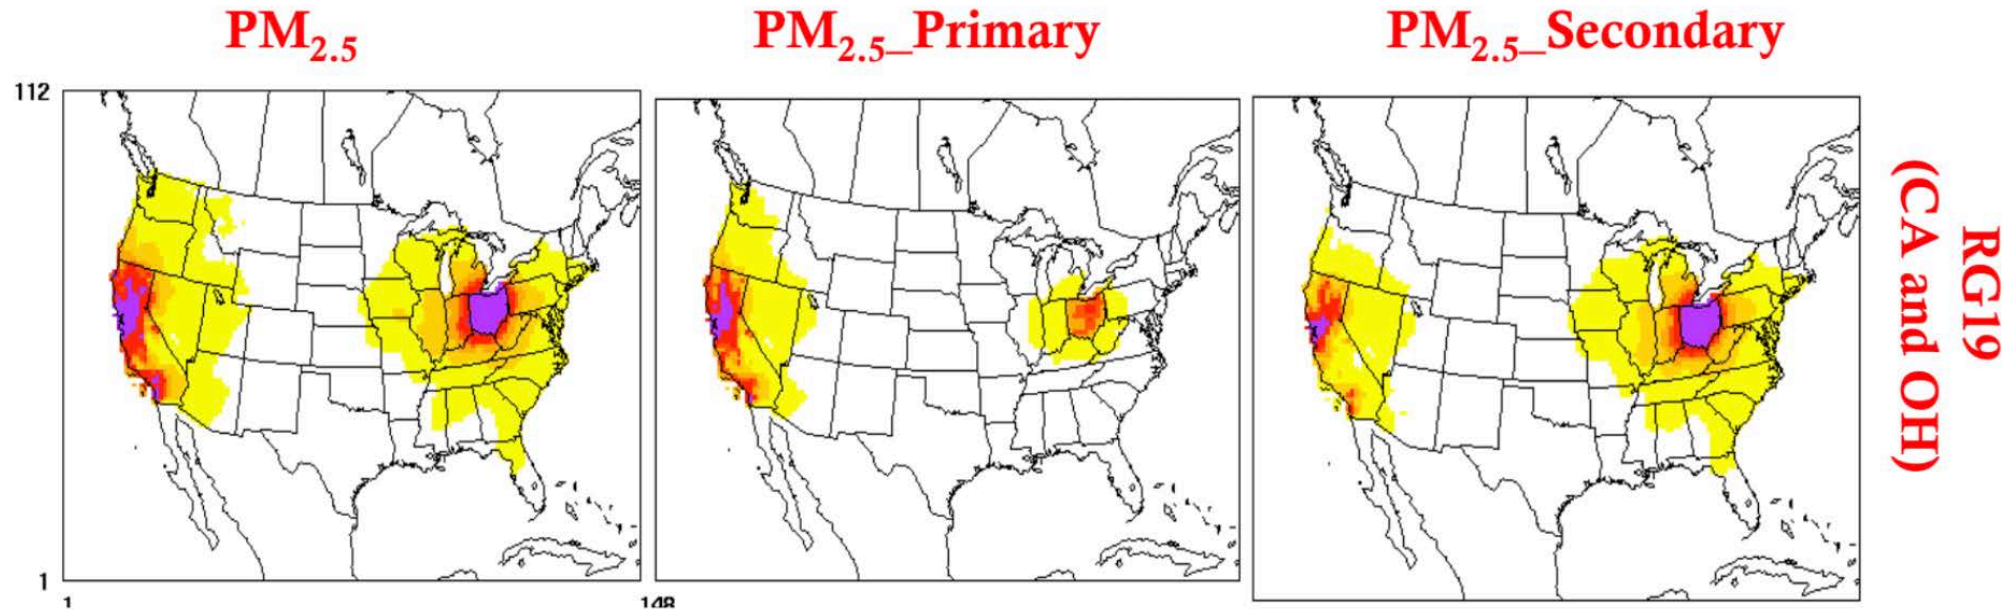 PM2.5
PM2.5_Primary
PM2.5_Secondary
112
1
1
148
RG19
(CA and OH)